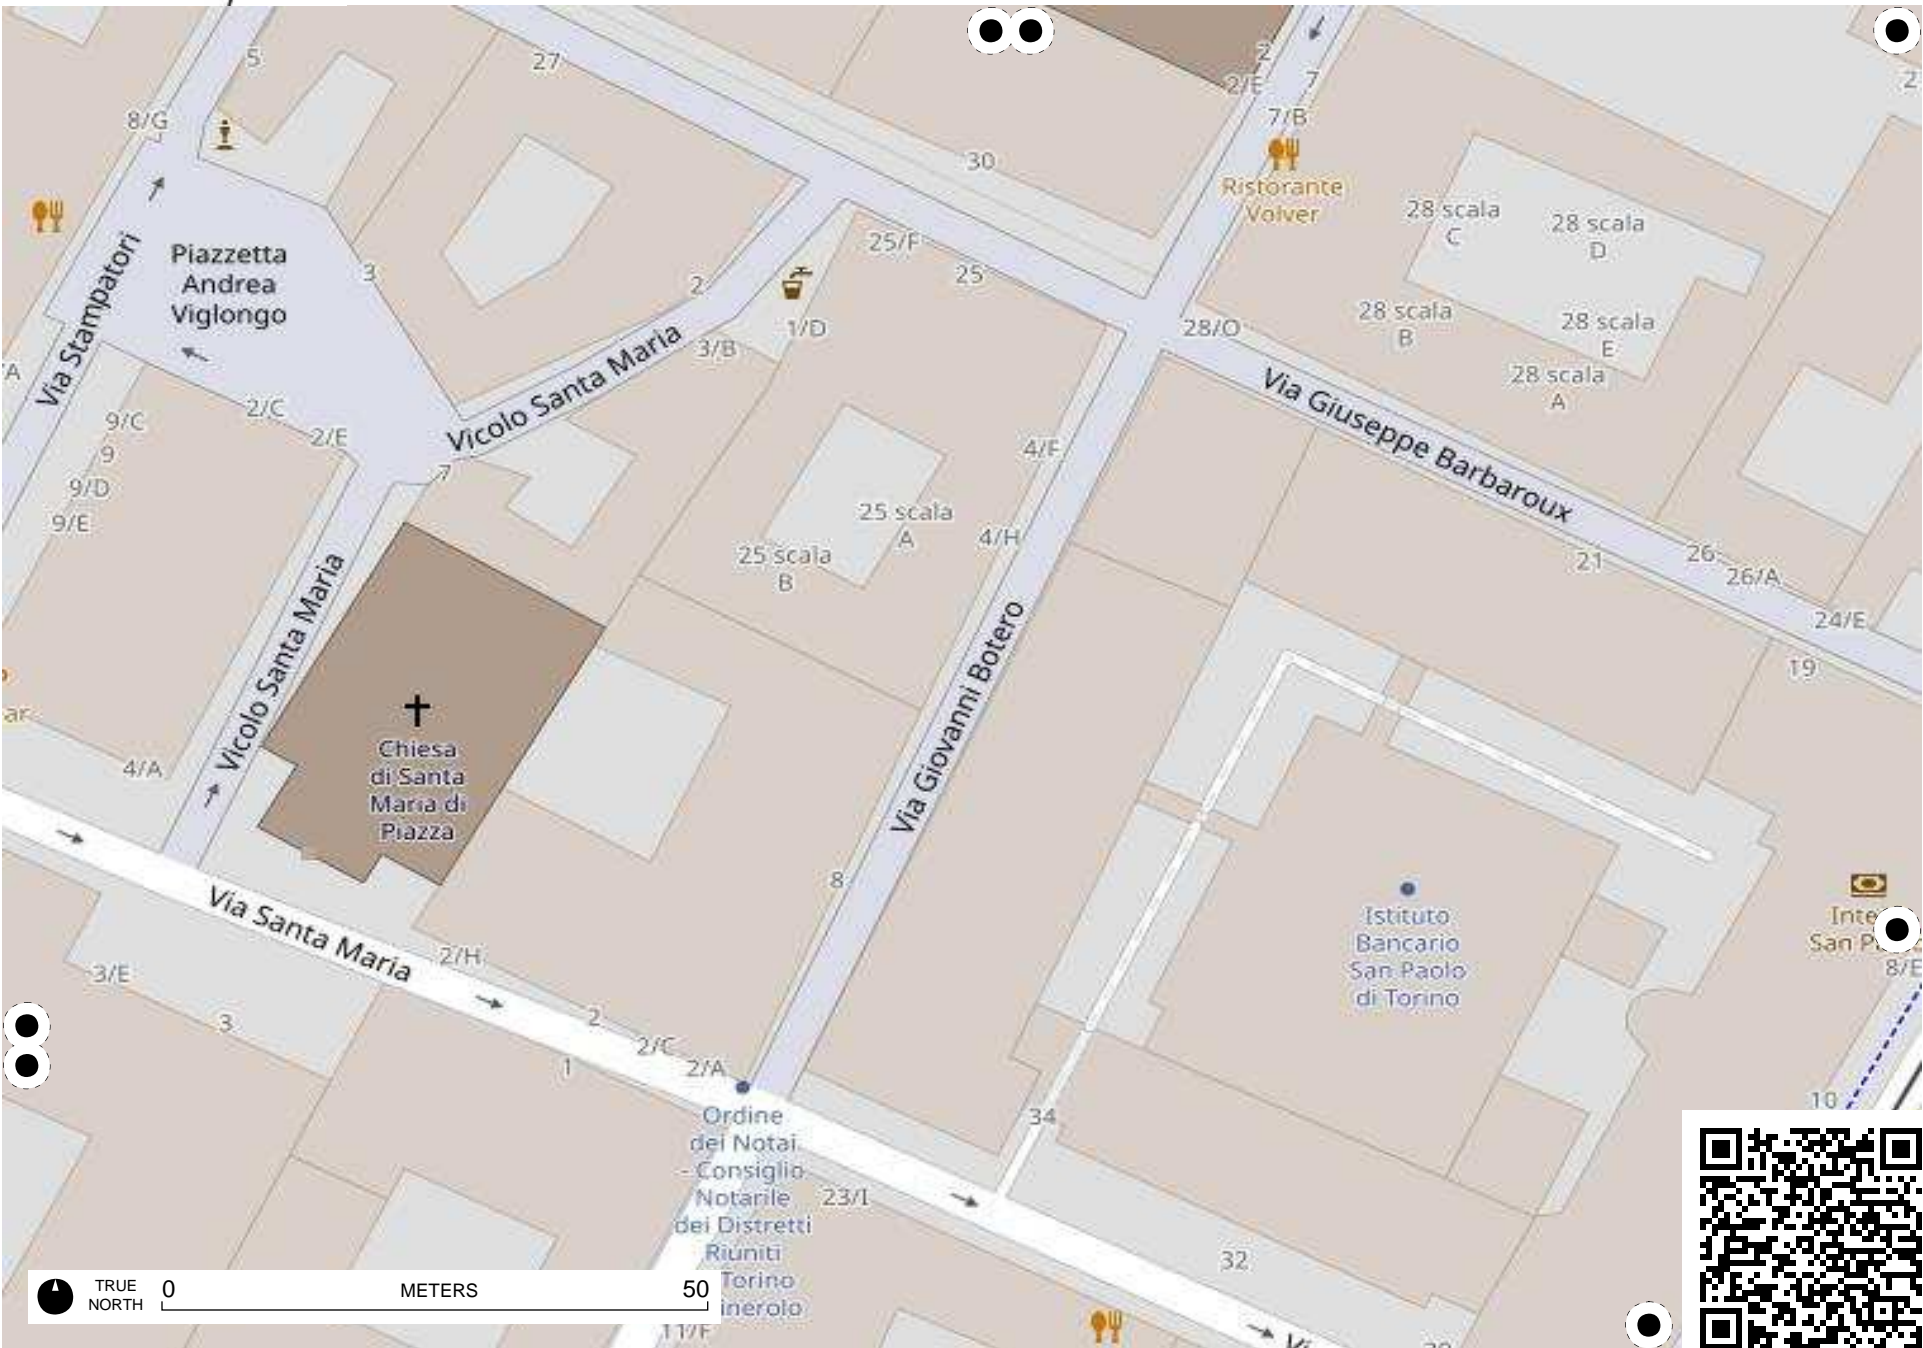 5
27
2
2/E
7
7/B
8/G
30
Ristorante
Volver
28 scala
C
28 scala
D
25/F
25
Piazzetta
Andrea
Viglongo
3
2
1/D
3/B
28/O
28 scala
B
28 scala
E
28 scala
A
Via Stampatori
Vicolo Santa Maria
Via Giuseppe Barbaroux
2/C
2/E
9/C
9
9/D
9/E
7
4/F
4/H
25 scala
A
25 scala
B
21
26
26/A
24/E
19
Vicolo Santa Maria
Via Giovanni Botero
4/A
Chiesa
di Santa
Maria di
Piazza
8
Via Santa Maria
2/H
3/E
3
2
2/C
2/A
1
Istituto
Bancario
San Paolo
di Torino
8/E
10
34
Ordine
dei Notai
- Consiglio
Notarile
dei Distretti
Riuniti
Torino
23/I
32
11/F
TRUE
NORTH
0 METERS 50